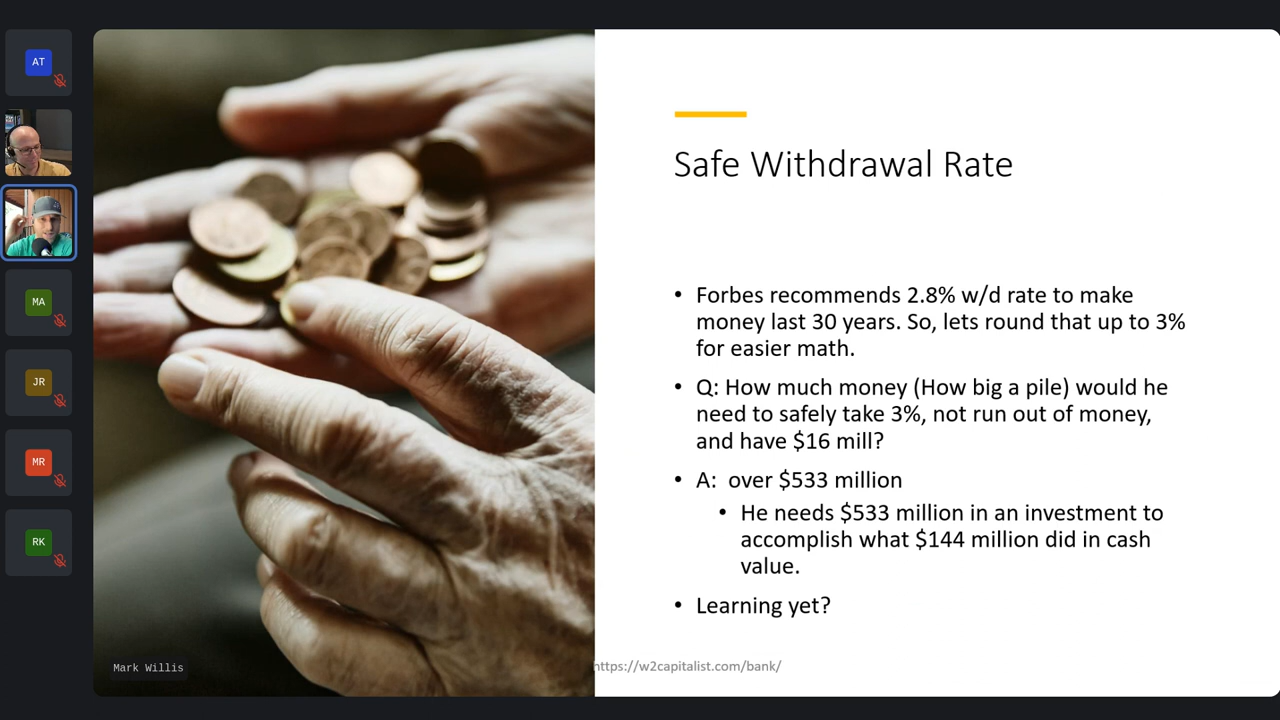 AT
MA
JR
MR
RK
Safe Withdrawal Rate
• Forbes recommends 2.8% w/d rate to make
money last 30 years. So, lets round that up to 3%
for easier math.
• Q: How much money (How big a pile) would he
need to safely take 3%, not run out of money,
and have $16 mill?
• A:  over $533 million
• He needs $533 million in an investment to
accomplish what $144 million did in cash
value.
• Learning yet?
Mark Willis
https://w2capitalist.com/bank/